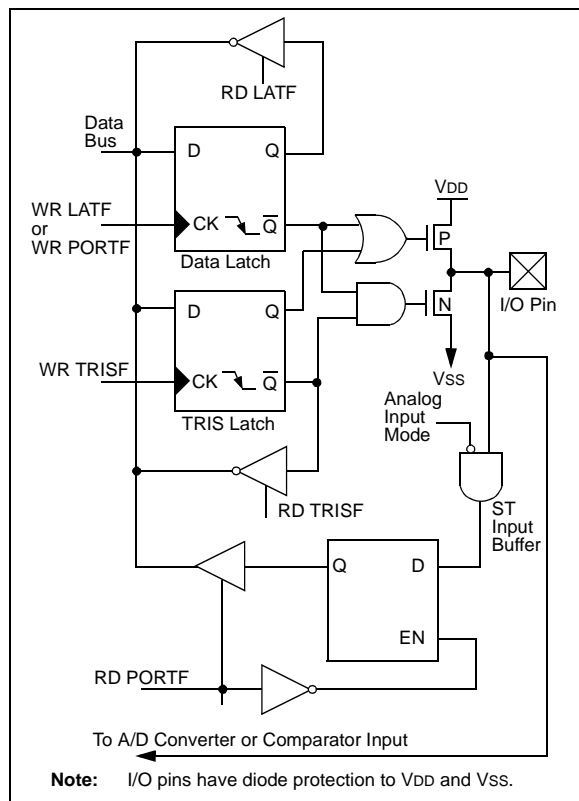 RD LATF
Data
Bus
D
Q
WR LATF
or
WR PORTF
CK
Q
Data Latch
VDD
P
I/O Pin
N
VSS
D
Q
WR TRISF
CK
Q
TRIS Latch
Analog
Input
Mode
RD TRISF
ST
Input
Buffer
Q
D
EN
RD PORTF
To A/D Converter or Comparator Input
Note: I/O pins have diode protection to VDD and VSS.